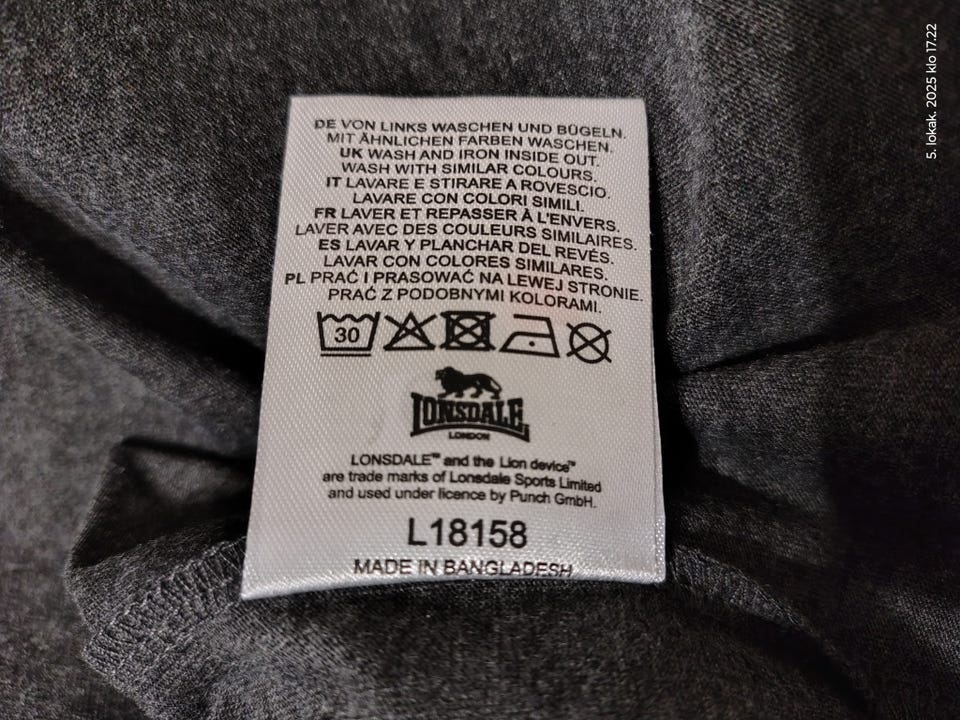 DE VON LINKS WASCHEN UND BÜGELN.
MIT ÄHNLICHEN FARBEN WASCHEN.
UK WASH AND IRON INSIDE OUT.
WASH WITH SIMILAR COLOURS.
IT LAVARE E STIRARE A ROVESCIO.
LAVARE CON COLORI SIMILI.
FR LAVER ET REPASSER À L'ENVERS.
LAVER AVEC DES COULEURS SIMILAIRES.
ES LAVAR Y PLANCHAR DEL REVÉS.
LAVAR CON COLORES SIMILARES.
PL PRAĆ I PRASOWAĆ NA LEWEJ STRONIE.
PRAĆ Z PODOBNYMI KOLORAMI.
30
LONSDALE
LONDON
LONSDALE™ and the Lion device™
are trade marks of Lonsdale Sports Limited
and used under licence by Punch GmbH.
L18158
MADE IN BANGLADESH
5. lokak. 2025 klo 17.22